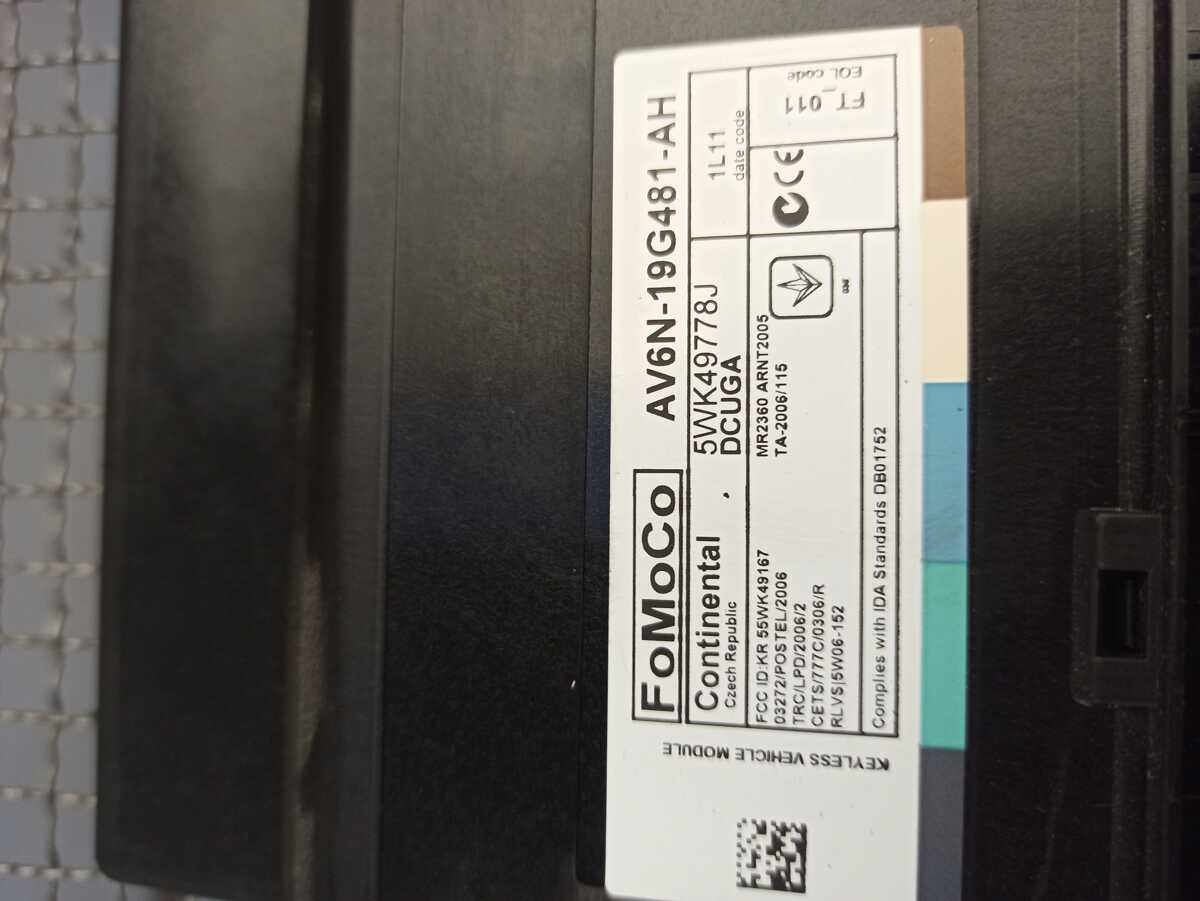 FoMoCo AV6N-19G481-AH
Continental
Czech Republic
5WK49778J
DCUGA
1L11
date code
FCC ID:KR 55WK49167
03272/POSTEL/2006
TRC/LPD/2006/2
CETS/777C/0306/R
RLVS|5W06-152
MR2360 ARNT2005
TA-2006/115
CE
FT_011
EOL code
Complies with IDA Standards DB01752
KEYLESS VEHICLE MODULE